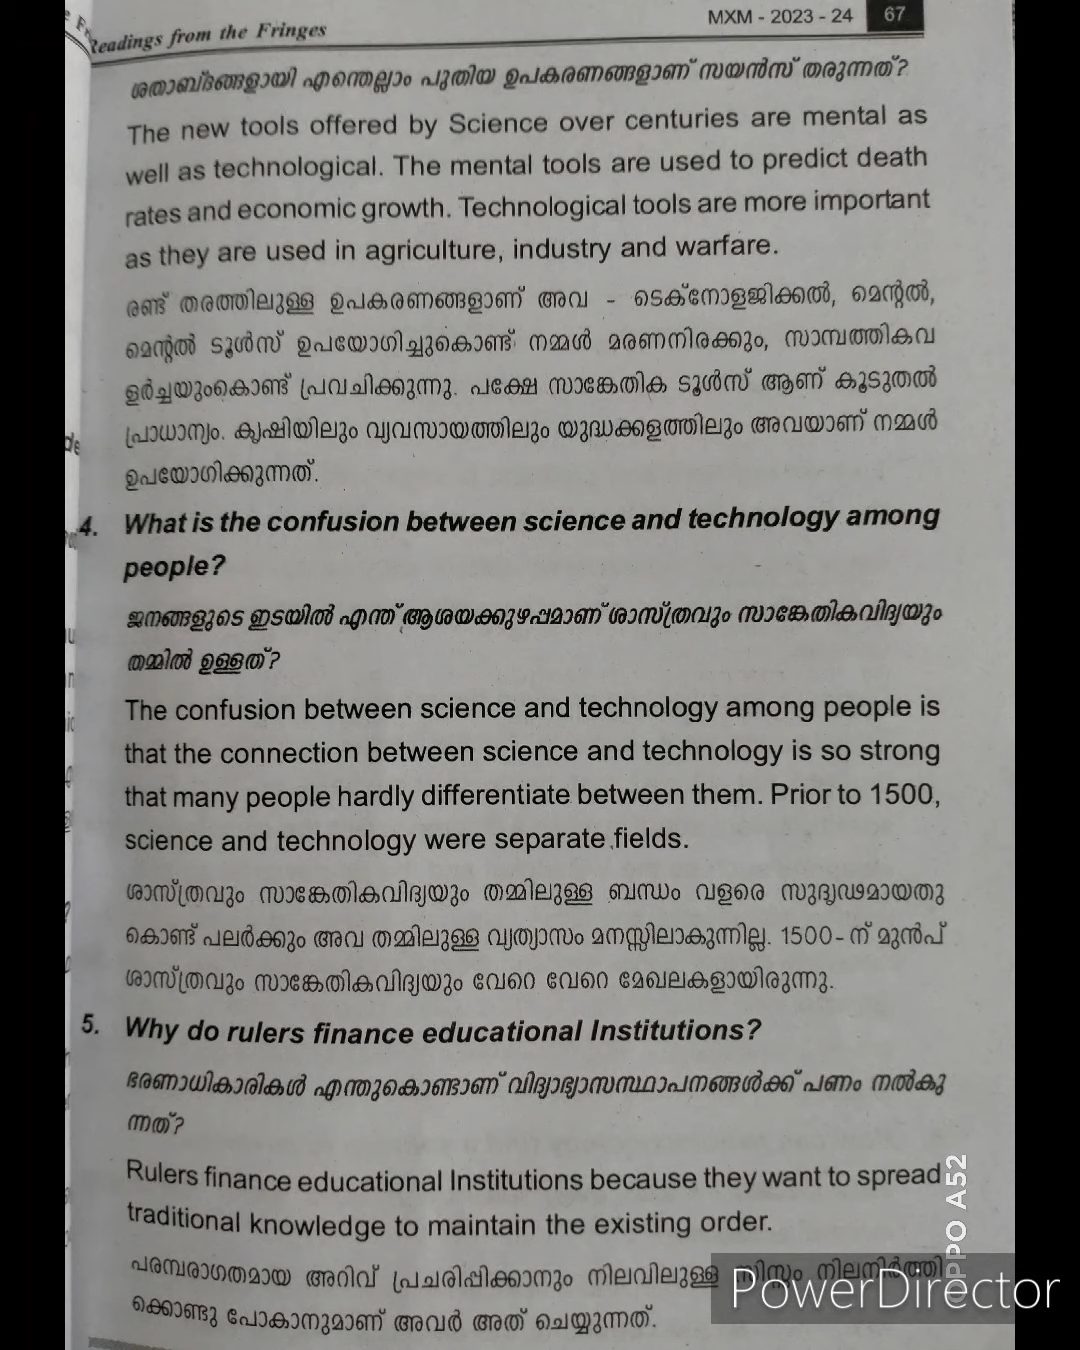 Readings from the Fringes
MXM - 2023 - 24 67
ശതാബ്ദങ്ങളായി എന്തെല്ലാം പുതിയ ഉപകരണങ്ങളാണ് സയൻസ് തരുന്നത്?
The new tools offered by Science over centuries are mental as
well as technological. The mental tools are used to predict death
rates and economic growth. Technological tools are more important
as they are used in agriculture, industry and warfare.
രണ്ട് തരത്തിലുള്ള ഉപകരണങ്ങളാണ് അവ - ടെക്നോളജിക്കൽ, മെന്റൽ,
മെന്റൽ ടൂൾസ് ഉപയോഗിച്ചുകൊണ്ട് നമ്മൾ മരണനിരക്കും, സാമ്പത്തികവ
ളർച്ചയുംകൊണ്ട് പ്രവചിക്കുന്നു. പക്ഷേ സാങ്കേതിക ടൂൾസ് ആണ് കൂടുതൽ
പ്രാധാന്യം. കൃഷിയിലും വ്യവസായത്തിലും യുദ്ധക്കളത്തിലും അവയാണ് നമ്മൾ
ഉപയോഗിക്കുന്നത്.
4. What is the confusion between science and technology among
people?
ജനങ്ങളുടെ ഇടയിൽ എന്ത് ആശയക്കുഴപ്പമാണ് ശാസ്ത്രവും സാങ്കേതികവിദ്യയും
തമ്മിൽ ഉള്ളത്?
The confusion between science and technology among people is
that the connection between science and technology is so strong
that many people hardly differentiate between them. Prior to 1500,
science and technology were separate fields.
ശാസ്ത്രവും സാങ്കേതികവിദ്യയും തമ്മിലുള്ള ബന്ധം വളരെ സുദൃഢമായതു
കൊണ്ട് പലർക്കും അവ തമ്മിലുള്ള വ്യത്യാസം മനസ്സിലാകുന്നില്ല. 1500-ന് മുൻപ്
ശാസ്ത്രവും സാങ്കേതികവിദ്യയും വേറെ വേറെ മേഖലകളായിരുന്നു.
5. Why do rulers finance educational Institutions?
ഭരണാധികാരികൾ എന്തുകൊണ്ടാണ് വിദ്യാഭ്യാസസ്ഥാപനങ്ങൾക്ക് പണം നൽകു
ന്നത്?
Rulers finance educational Institutions because they want to spread
traditional knowledge to maintain the existing order.
പരമ്പരാഗതമായ അറിവ് പ്രചരിപ്പിക്കാനും നിലവിലുള്ള സിസ്റ്റം നിലനിർത്തി
ക്കൊണ്ടു പോകാനുമാണ് അവർ അത് ചെയ്യുന്നത്.
OPPO A52
PowerDirector